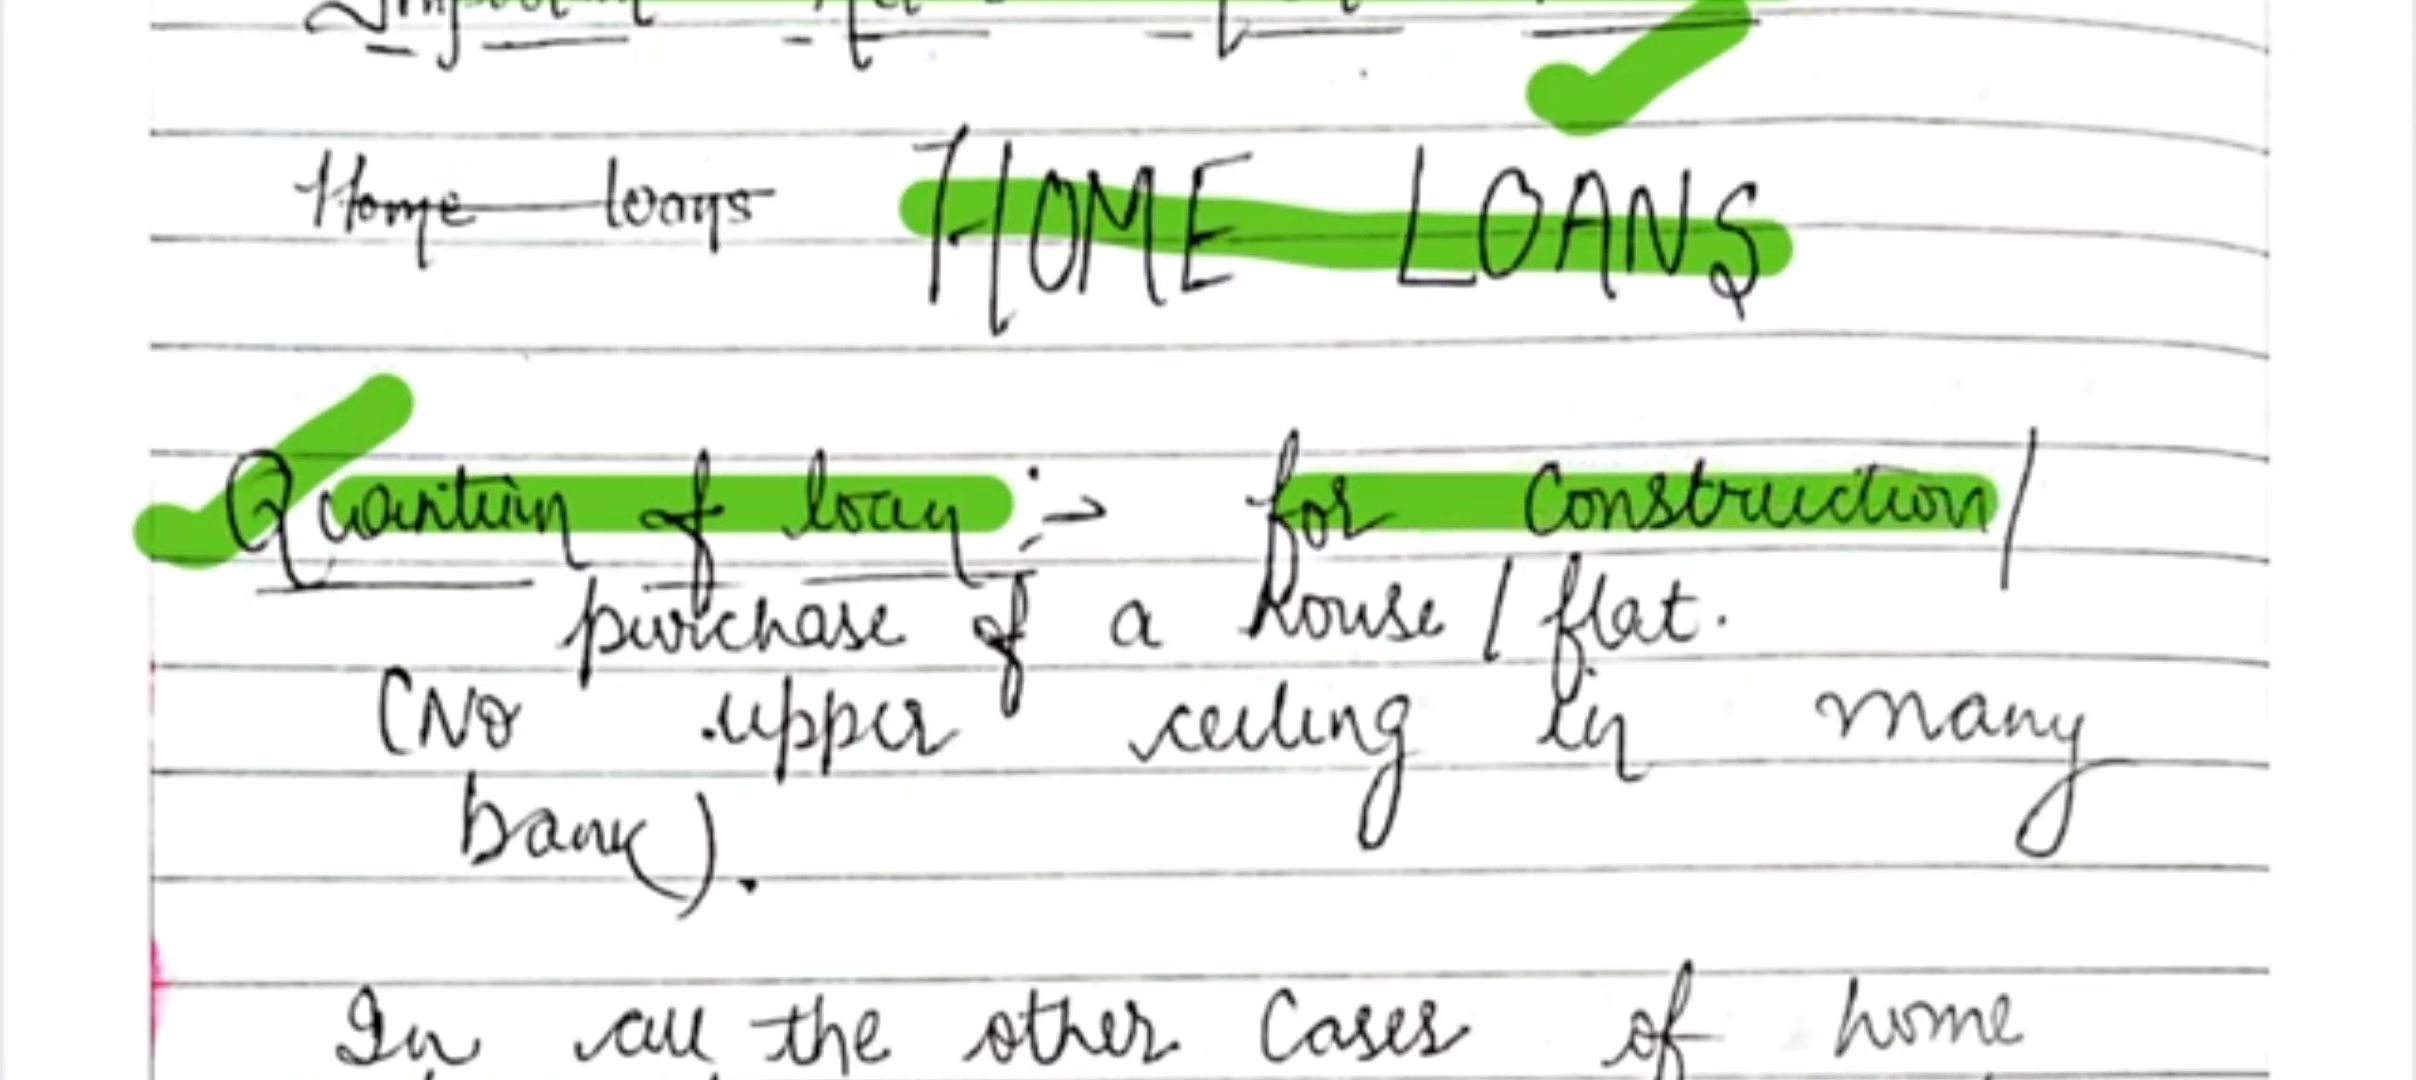 Home loans HOME LOANS
Quantum of loan :→ for Construction/
purchase of a house / flat.
(No upper ceiling in many
bank).
In all the other Cases of home